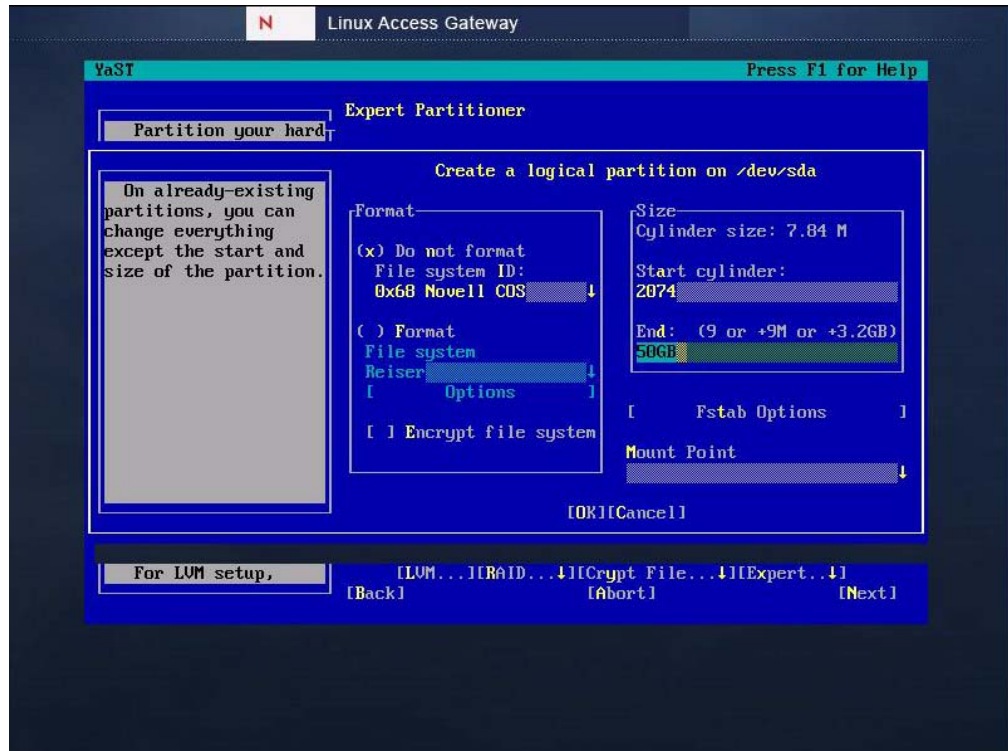 N Linux Access Gateway
YaST Press F1 for Help
Expert Partitioner
Partition your hard
Create a logical partition on /dev/sda
On already-existing
partitions, you can
change everything
except the start and
size of the partition.
Format
(x) Do not format
File system ID:
0x68 Novell COS ↓
( ) Format
File system
Reiser ↓
[ Options ]
[ ] Encrypt file system
Size
Cylinder size: 7.84 M
Start cylinder:
2074
End: (9 or +9M or +3.2GB)
50GB
[ Fstab Options ]
Mount Point
↓
[OK][Cancel]
For LVM setup,
[LVM...][RAID...↓][Crypt File...↓][Expert..↓]
[Back] [Abort] [Next]